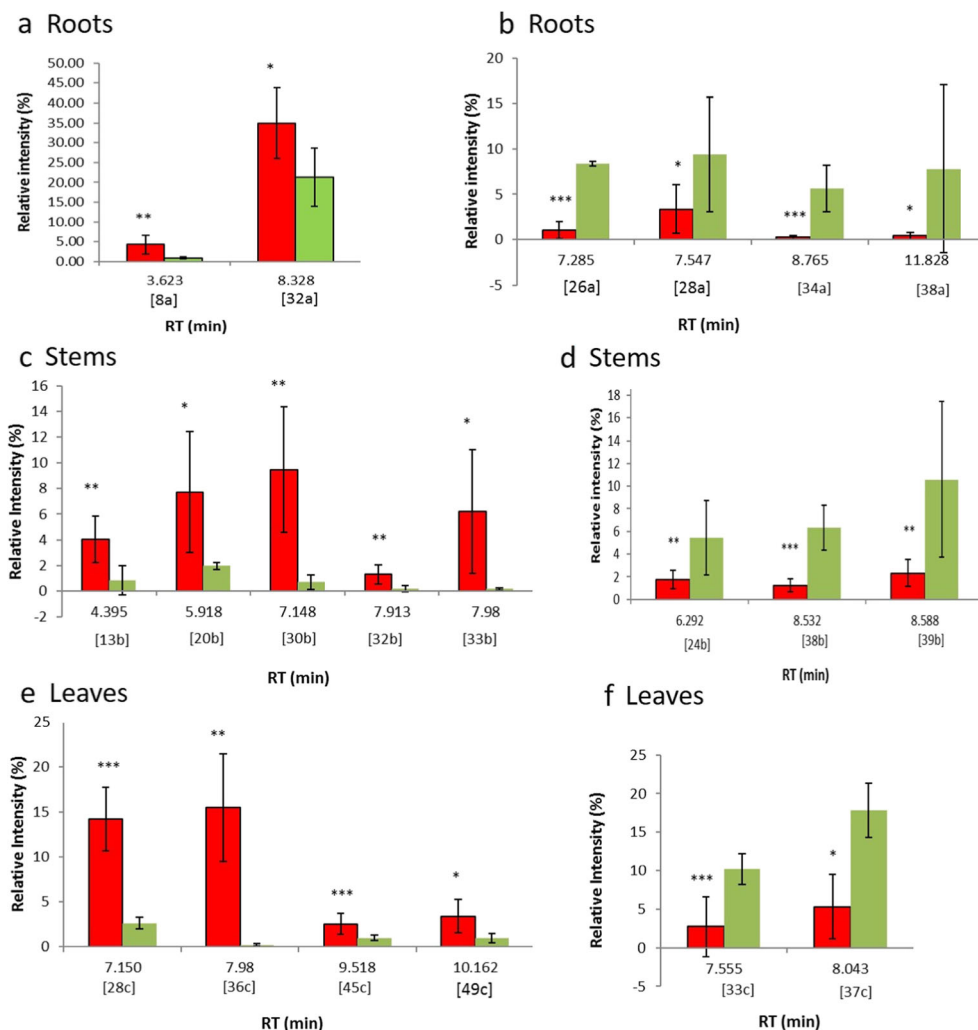 a Roots
Relative intensity (%)
50.00
45.00
40.00
35.00
30.00
25.00
20.00
15.00
10.00
5.00
0.00
**
*
3.623 8.328
[8a] [32a]
RT (min)
b Roots
Relative intensity (%)
20
15
10
5
0
-5
***
*
***
*
7.285 7.547 8.765 11.828
[26a] [28a] [34a] [38a]
RT (min)
c Stems
Relative Intensity (%)
16
14
12
10
8
6
4
2
0
-2
**
*
**
**
*
4.395 5.918 7.148 7.913 7.98
[13b] [20b] [30b] [32b] [33b]
RT (min)
d Stems
Relative intensity (%)
18
16
14
12
10
8
6
4
2
0
**
***
**
6.292 8.532 8.588
[24b] [38b] [39b]
RT (min)
e Leaves
Relative Intensity (%)
25
20
15
10
5
0
***
**
***
*
7.150 7.98 9.518 10.162
[28c] [36c] [45c] [49c]
RT (min)
f Leaves
Relative Intensity (%)
25
20
15
10
5
0
-5
***
*
7.555 8.043
[33c] [37c]
RT (min)